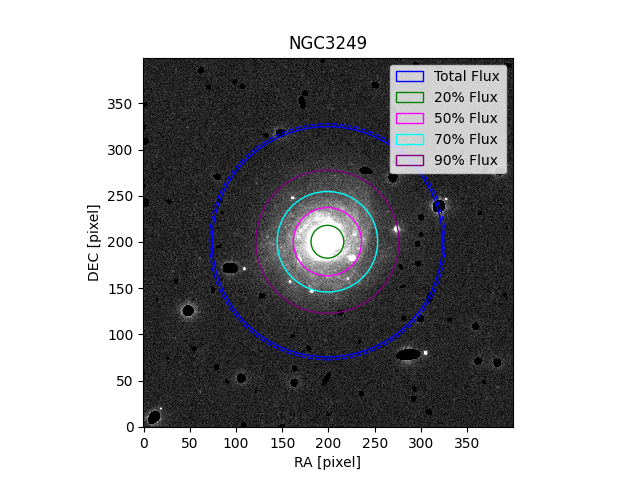 NGC3249
Total Flux
20% Flux
50% Flux
70% Flux
90% Flux
350
300
250
200
150
100
50
0
DEC [pixel]
0 50 100 150 200 250 300 350
RA [pixel]